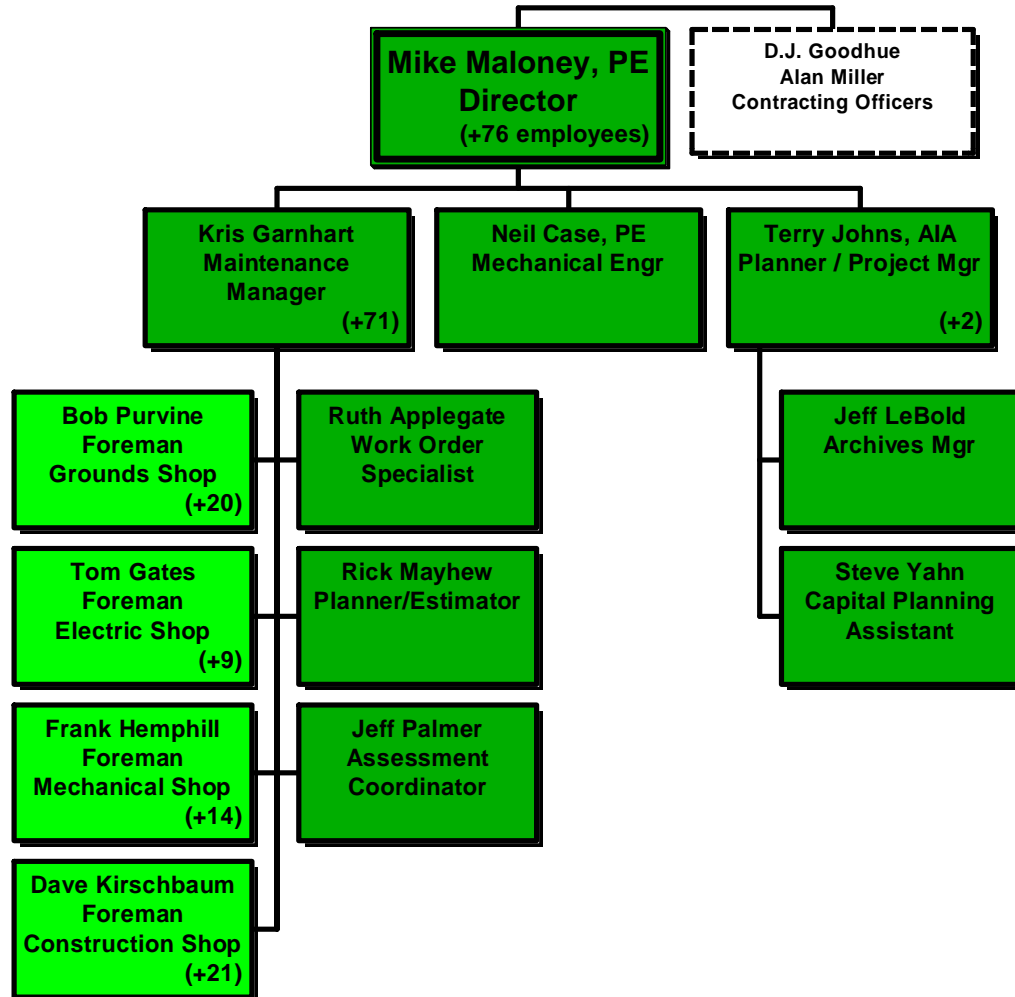 Mike Maloney, PE
Director
(+76 employees)
D.J. Goodhue
Alan Miller
Contracting Officers
Kris Garnhart
Maintenance
Manager
(+71)
Neil Case, PE
Mechanical Engr
Terry Johns, AIA
Planner / Project Mgr
(+2)
Bob Purvine
Foreman
Grounds Shop
(+20)
Ruth Applegate
Work Order
Specialist
Jeff LeBold
Archives Mgr
Tom Gates
Foreman
Electric Shop
(+9)
Rick Mayhew
Planner/Estimator
Steve Yahn
Capital Planning
Assistant
Frank Hemphill
Foreman
Mechanical Shop
(+14)
Jeff Palmer
Assessment
Coordinator
Dave Kirschbaum
Foreman
Construction Shop
(+21)